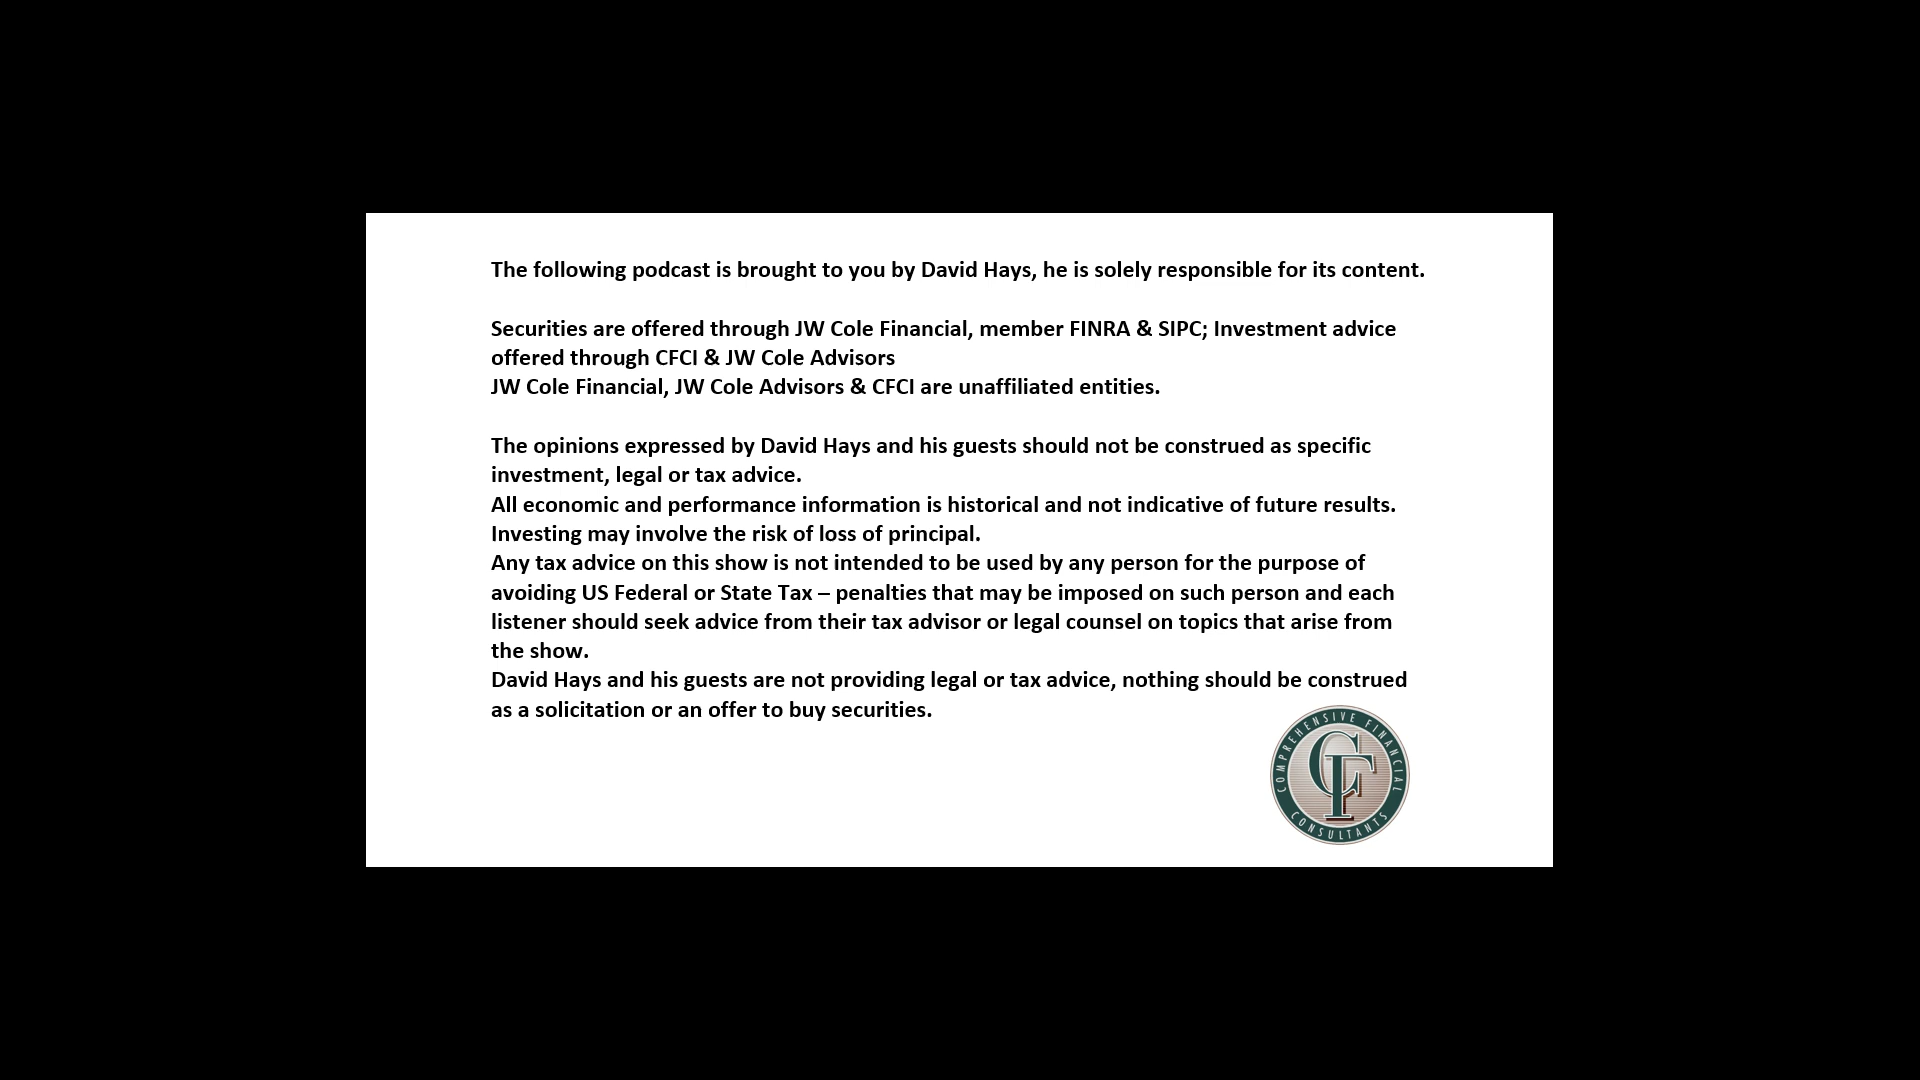 The following podcast is brought to you by David Hays, he is solely responsible for its content.
Securities are offered through JW Cole Financial, member FINRA & SIPC; Investment advice
offered through CFCI & JW Cole Advisors
JW Cole Financial, JW Cole Advisors & CFCI are unaffiliated entities.
The opinions expressed by David Hays and his guests should not be construed as specific
investment, legal or tax advice.
All economic and performance information is historical and not indicative of future results.
Investing may involve the risk of loss of principal.
Any tax advice on this show is not intended to be used by any person for the purpose of
avoiding US Federal or State Tax – penalties that may be imposed on such person and each
listener should seek advice from their tax advisor or legal counsel on topics that arise from
the show.
David Hays and his guests are not providing legal or tax advice, nothing should be construed
as a solicitation or an offer to buy securities.
COMPREHENSIVE FINANCIAL
CF
CONSULTANTS